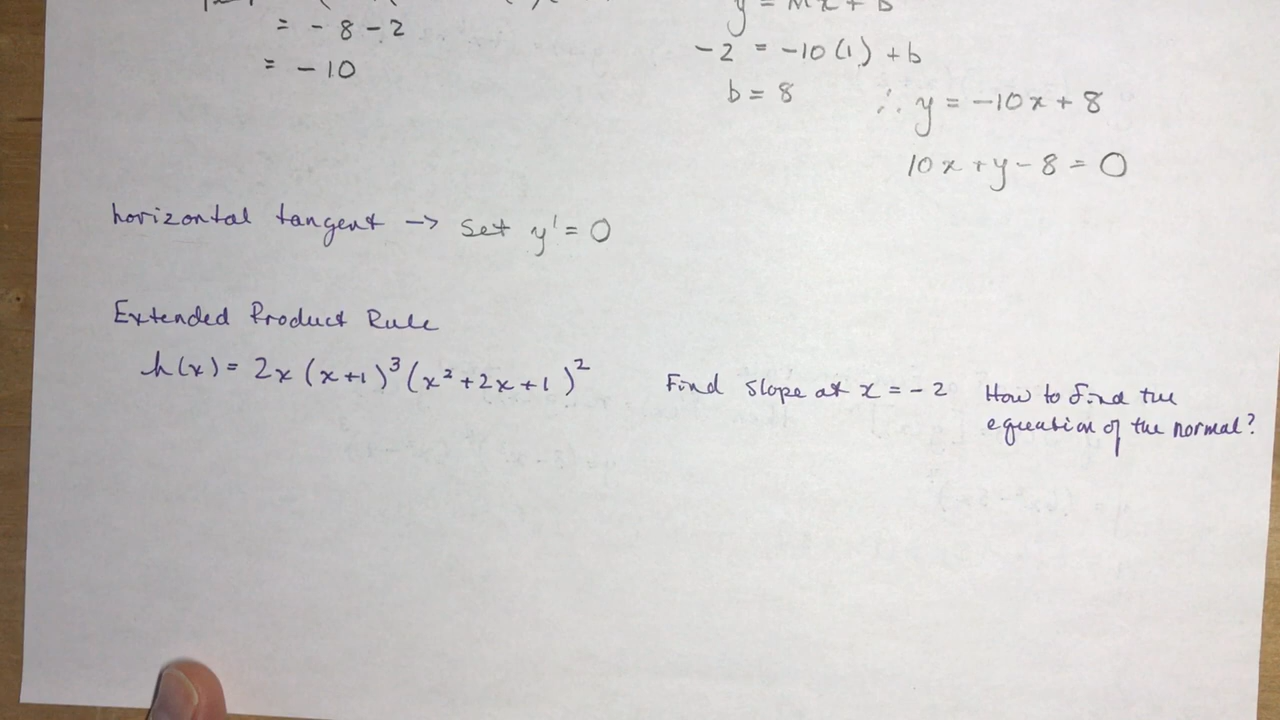 = -8-2
= -10
y = mx + b
-2 = -10(1) + b
b = 8
∴ y = -10x + 8
10x + y - 8 = 0
horizontal tangent → set y' = 0
Extended Product Rule
h(x) = 2x (x+1)³ (x² + 2x + 1)²
Find slope at x = -2
How to find the
equation of the normal?